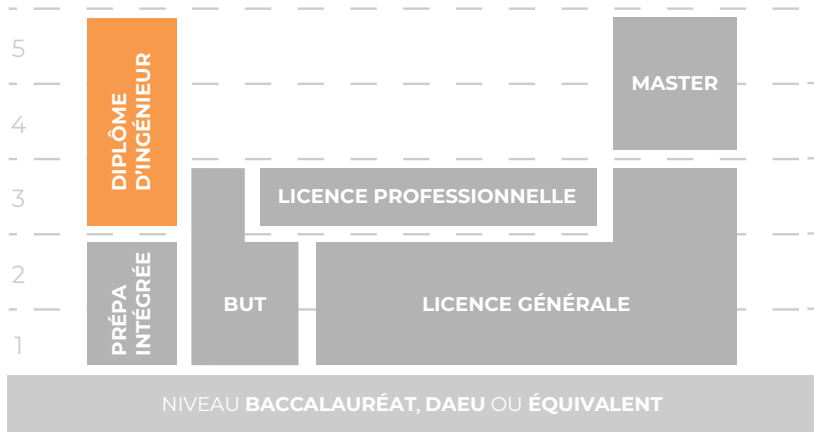 5
MASTER
4
DIPLÔME
D'INGÉNIEUR
3
LICENCE PROFESSIONNELLE
2
PRÉPA
INTÉGRÉE
BUT
LICENCE GÉNÉRALE
1
NIVEAU BACCALAURÉAT, DAEU OU ÉQUIVALENT